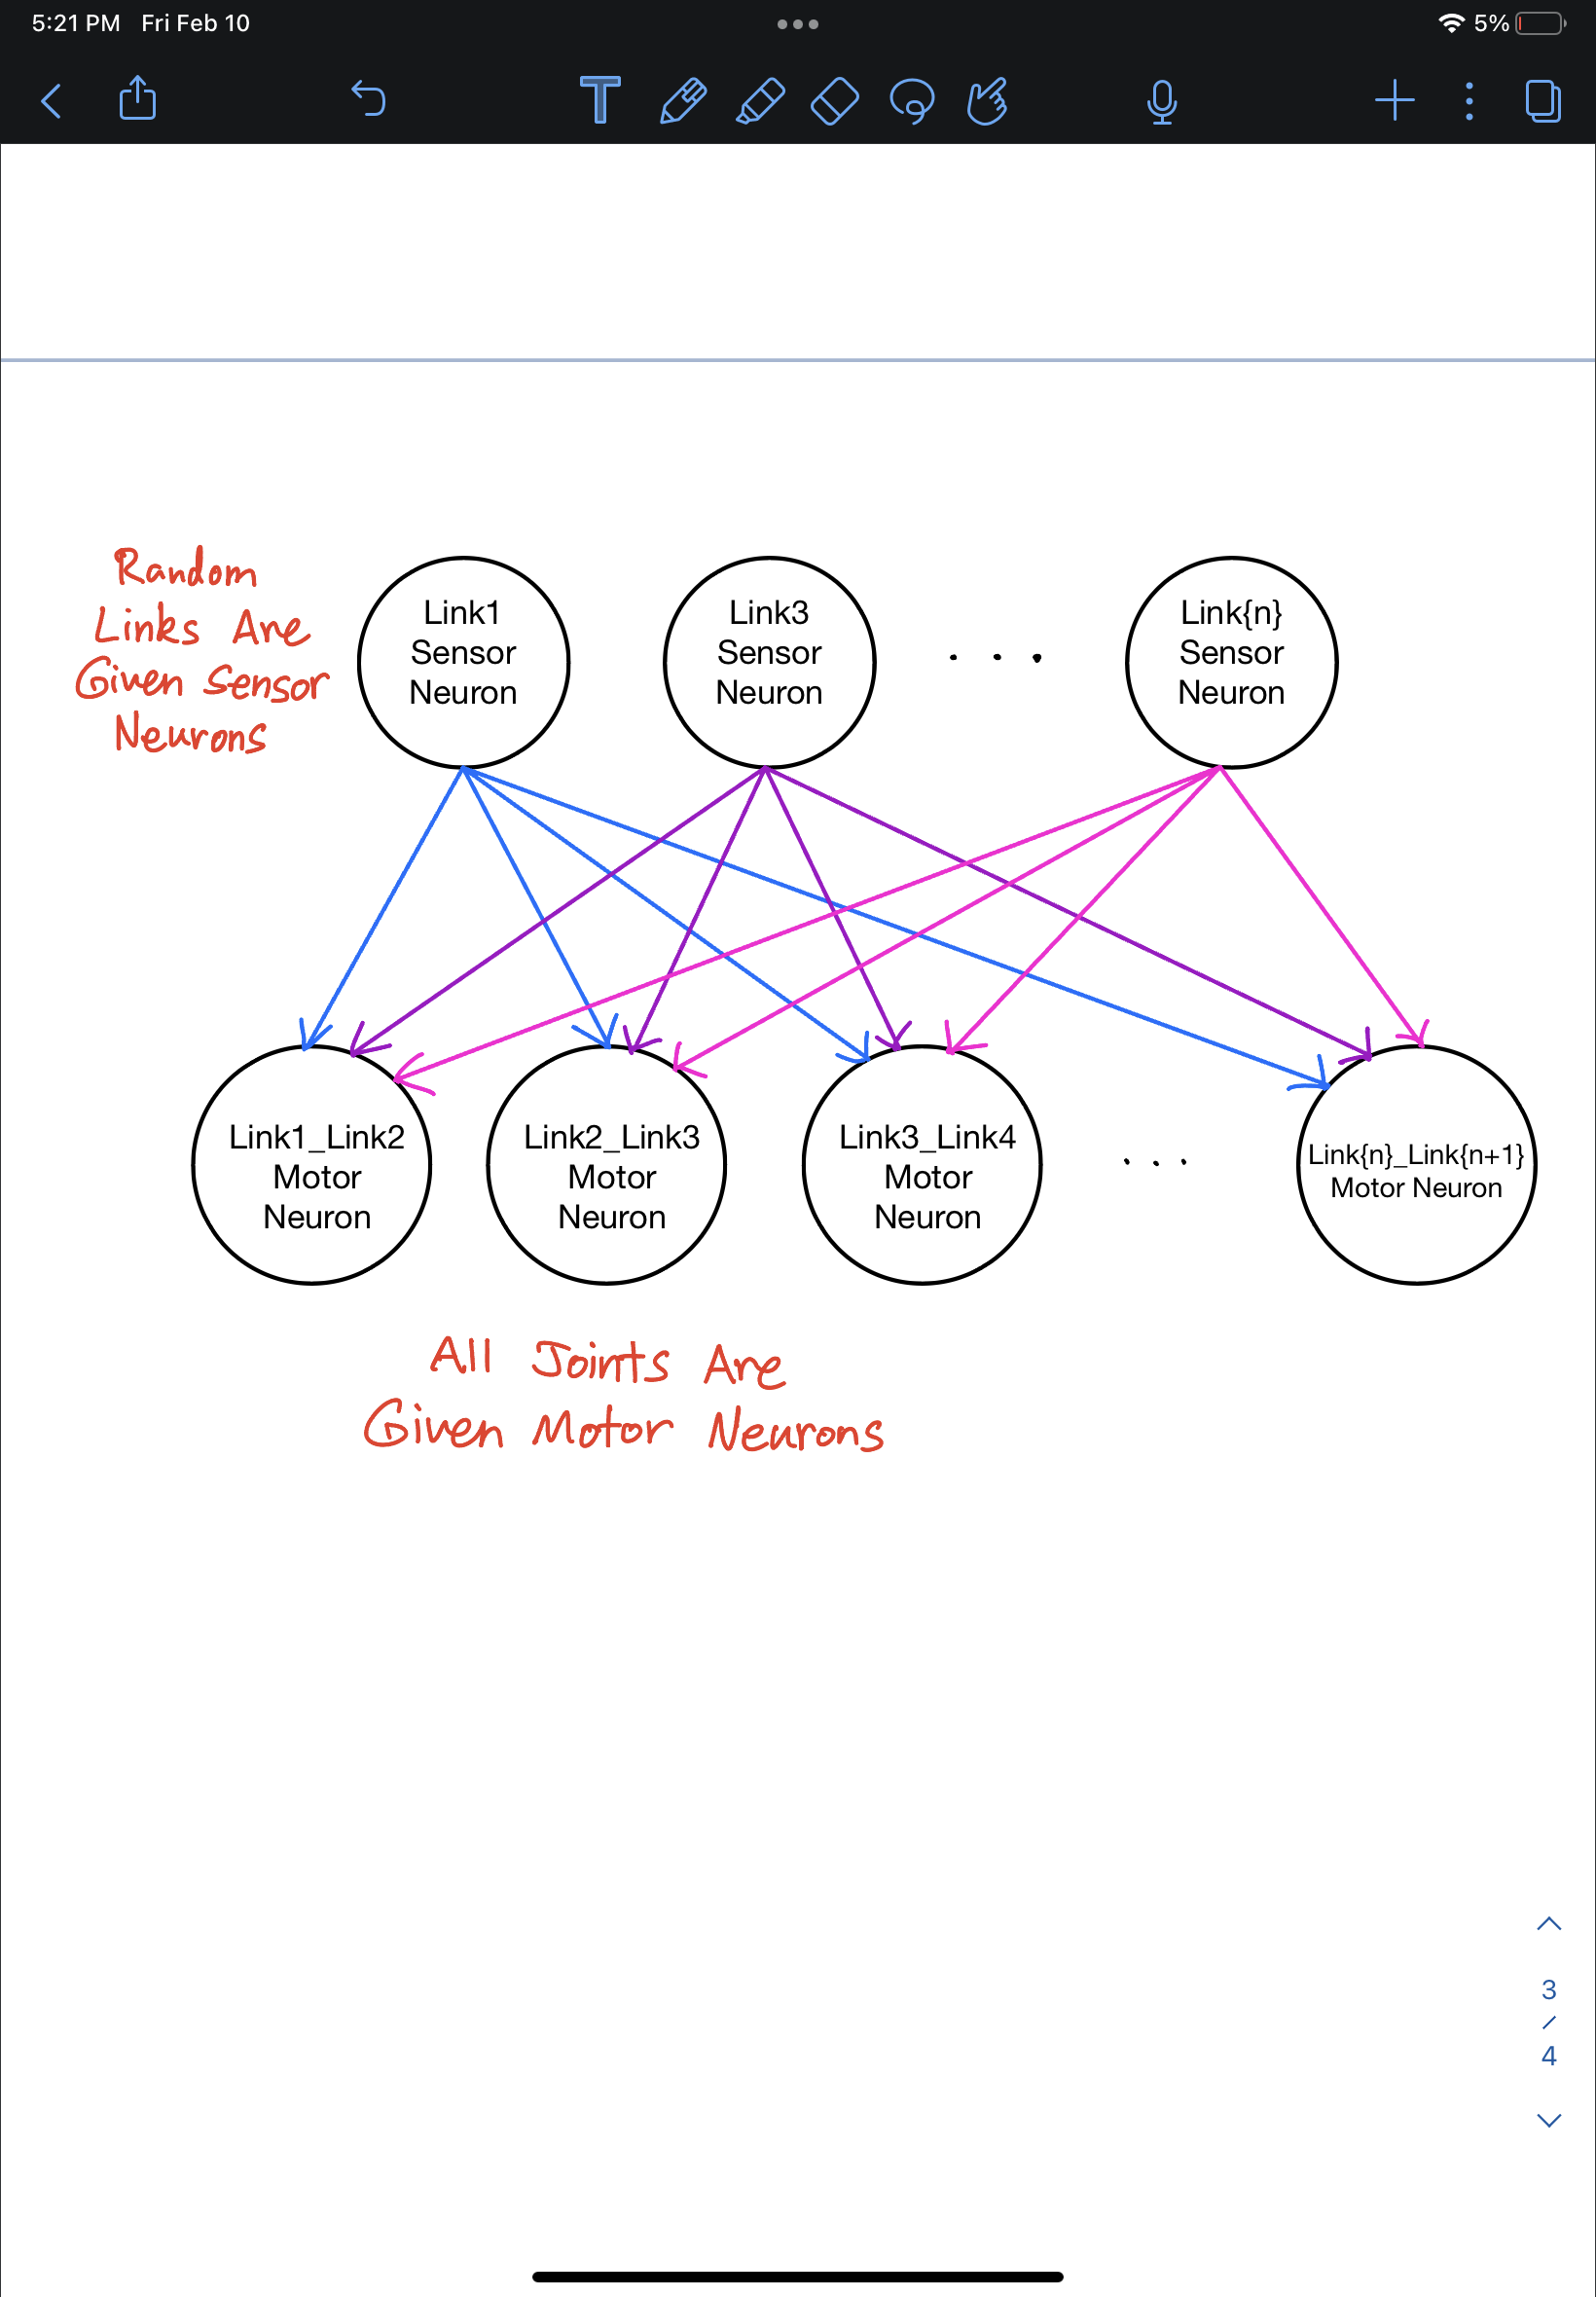 5:21 PM Fri Feb 10
5%
Random
Links Are
Given Sensor
Neurons
Link1
Sensor
Neuron
Link3
Sensor
Neuron
. . .
Link{n}
Sensor
Neuron
Link1_Link2
Motor
Neuron
Link2_Link3
Motor
Neuron
Link3_Link4
Motor
Neuron
. . .
Link{n}_Link{n+1}
Motor Neuron
All Joints Are
Given Motor Neurons
3
/
4